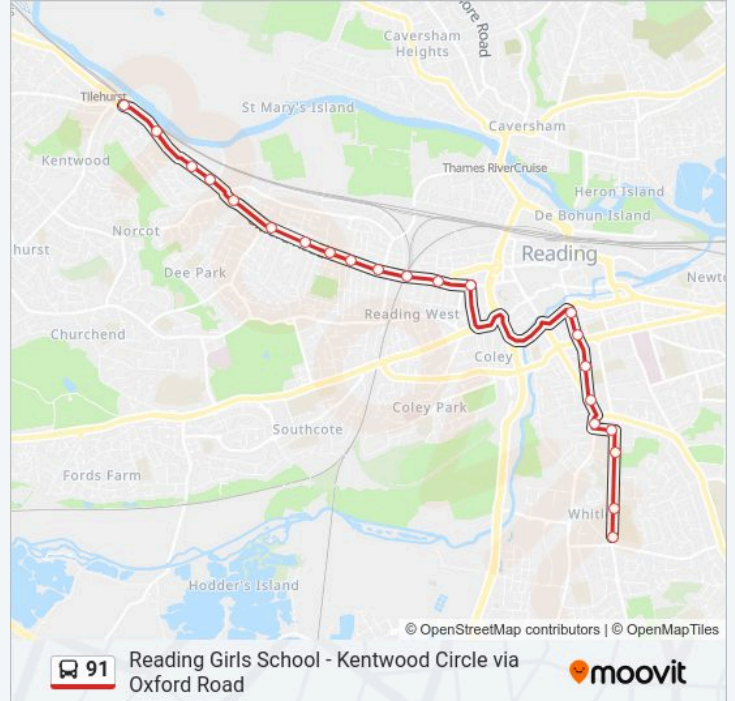 ore Road
Caversham
Heights
Tilehurst
St Mary's Island
Caversham
Kentwood
Thames RiverCruise
Heron Island
De Bohun Island
Norcot
hurst
Reading
Dee Park
Newt
Reading West
Churchend
Coley
Coley Park
Southcote
Fords Farm
Whitl
Hodder's Island
© OpenStreetMap contributors | © OpenMapTiles
91
Reading Girls School - Kentwood Circle via
Oxford Road
moovit